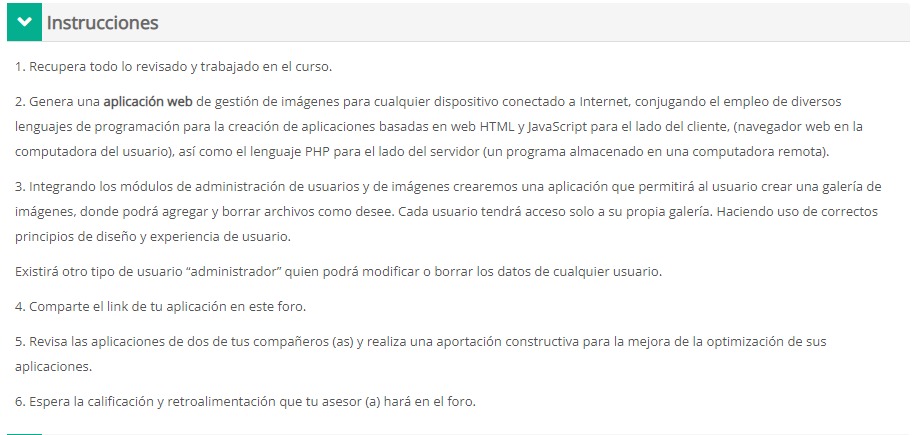 Instrucciones
1. Recupera todo lo revisado y trabajado en el curso.
2. Genera una aplicación web de gestión de imágenes para cualquier dispositivo conectado a Internet, conjugando el empleo de diversos
lenguajes de programación para la creación de aplicaciones basadas en web HTML y JavaScript para el lado del cliente, (navegador web en la
computadora del usuario), así como el lenguaje PHP para el lado del servidor (un programa almacenado en una computadora remota).
3. Integrando los módulos de administración de usuarios y de imágenes crearemos una aplicación que permitirá al usuario crear una galería de
imágenes, donde podrá agregar y borrar archivos como desee. Cada usuario tendrá acceso solo a su propia galería. Haciendo uso de correctos
principios de diseño y experiencia de usuario.
Existirá otro tipo de usuario “administrador” quien podrá modificar o borrar los datos de cualquier usuario.
4. Comparte el link de tu aplicación en este foro.
5. Revisa las aplicaciones de dos de tus compañeros (as) y realiza una aportación constructiva para la mejora de la optimización de sus
aplicaciones.
6. Espera la calificación y retroalimentación que tu asesor (a) hará en el foro.